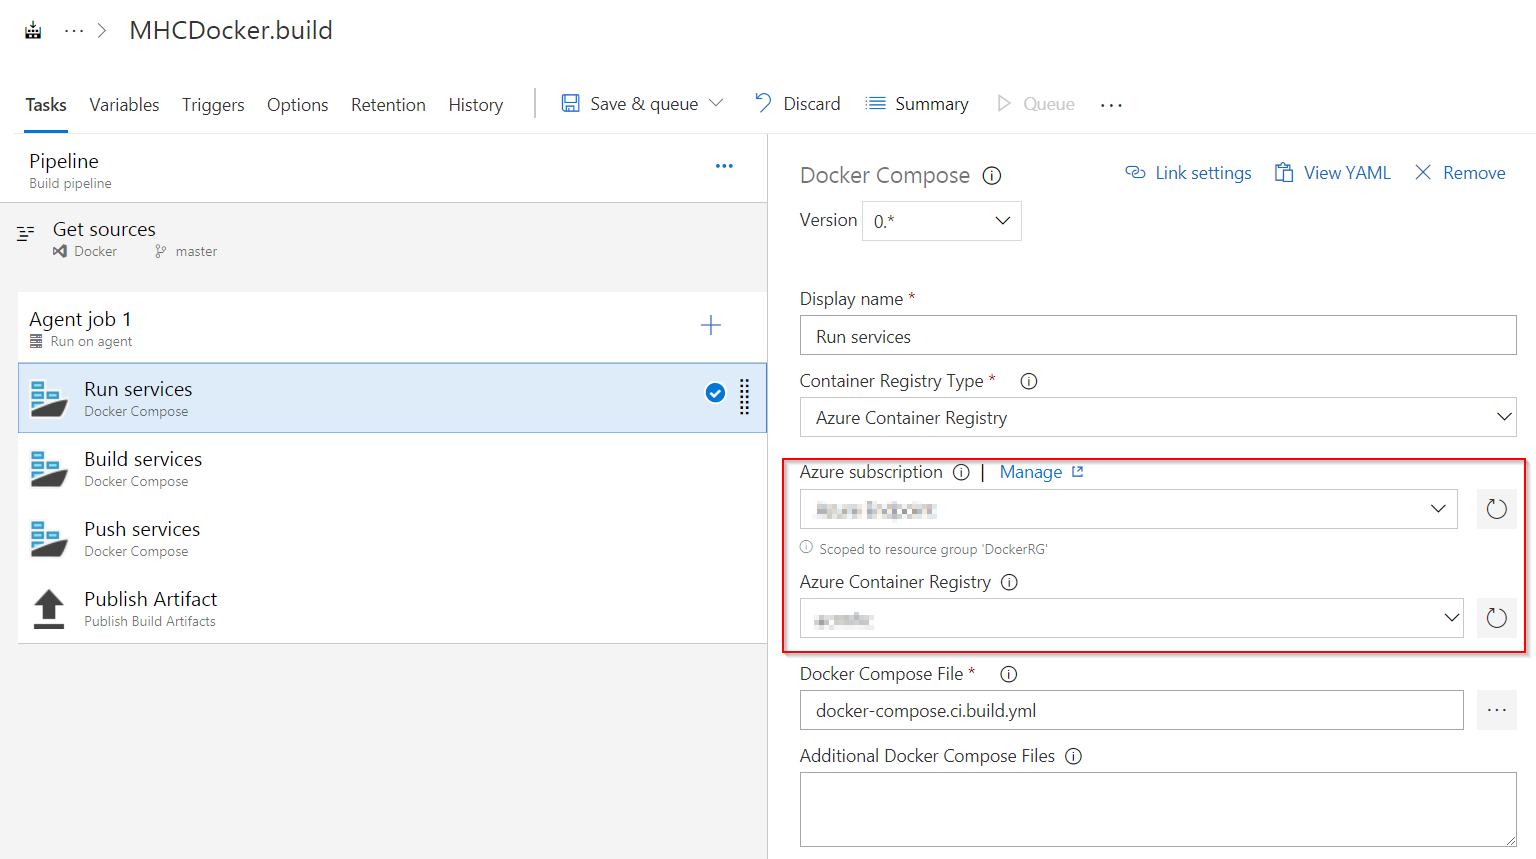 ··· > MHCDocker.build
Tasks Variables Triggers Options Retention History Save & queue Discard Summary Queue ···
Pipeline
Build pipeline
Get sources
Docker master
Agent job 1
Run on agent
Run services
Docker Compose
Build services
Docker Compose
Push services
Docker Compose
Publish Artifact
Publish Build Artifacts
Docker Compose Link settings View YAML Remove
Version 0.*
Display name *
Run services
Container Registry Type *
Azure Container Registry
Azure subscription | Manage
Azure Endpoint
Scoped to resource group 'DockerRG'
Azure Container Registry
Docker Compose File *
docker-compose.ci.build.yml
Additional Docker Compose Files